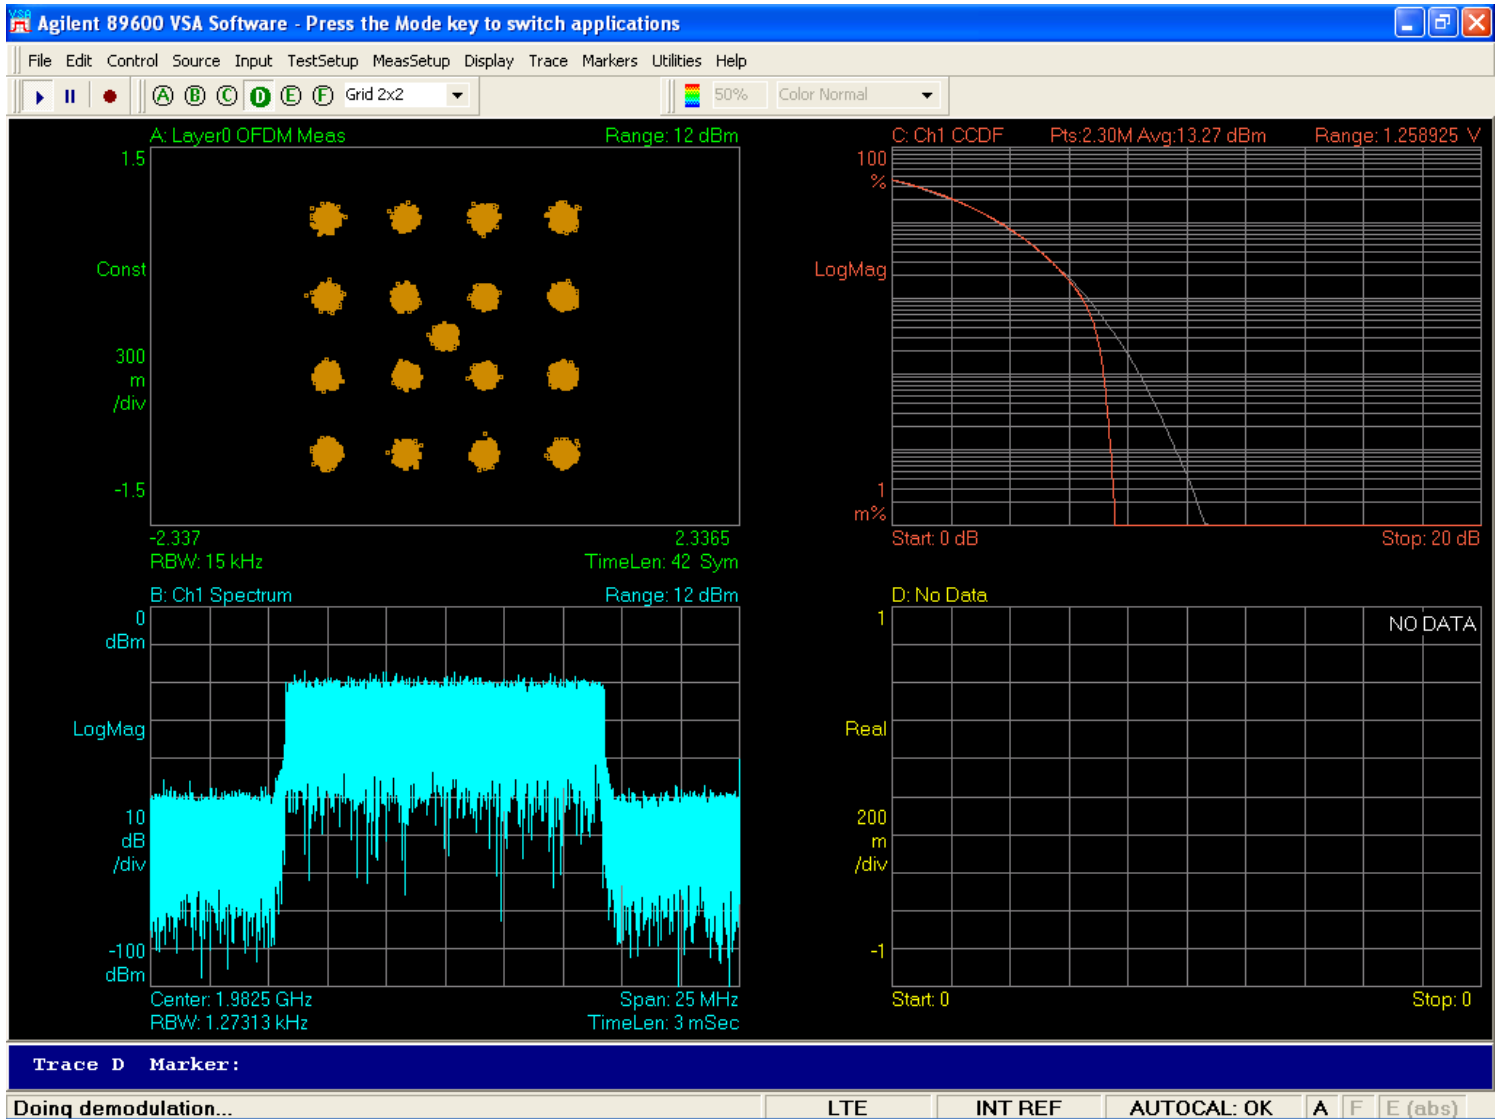 Agilent 89600 VSA Software - Press the Mode key to switch applications
File Edit Control Source Input TestSetup MeasSetup Display Trace Markers Utilities Help
A B C D E F Grid 2x2 50% Color Normal
A: Layer0 OFDM Meas Range: 12 dBm
1.5
Const
300
m
/div
-1.5
-2.337 2.3365
RBW: 15 kHz TimeLen: 42 Sym
C: Ch1 CCDF Pts:2.30M Avg:13.27 dBm Range: 1.258925 V
100
%
LogMag
1
m%
Start: 0 dB Stop: 20 dB
B: Ch1 Spectrum Range: 12 dBm
0
dBm
LogMag
10
dB
/div
-100
dBm
Center: 1.9825 GHz Span: 25 MHz
RBW: 1.27313 kHz TimeLen: 3 mSec
D: No Data
1
NO DATA
Real
200
m
/div
-1
Start: 0 Stop: 0
Trace D Marker:
Doing demodulation... LTE INT REF AUTOCAL: OK A F E (abs)